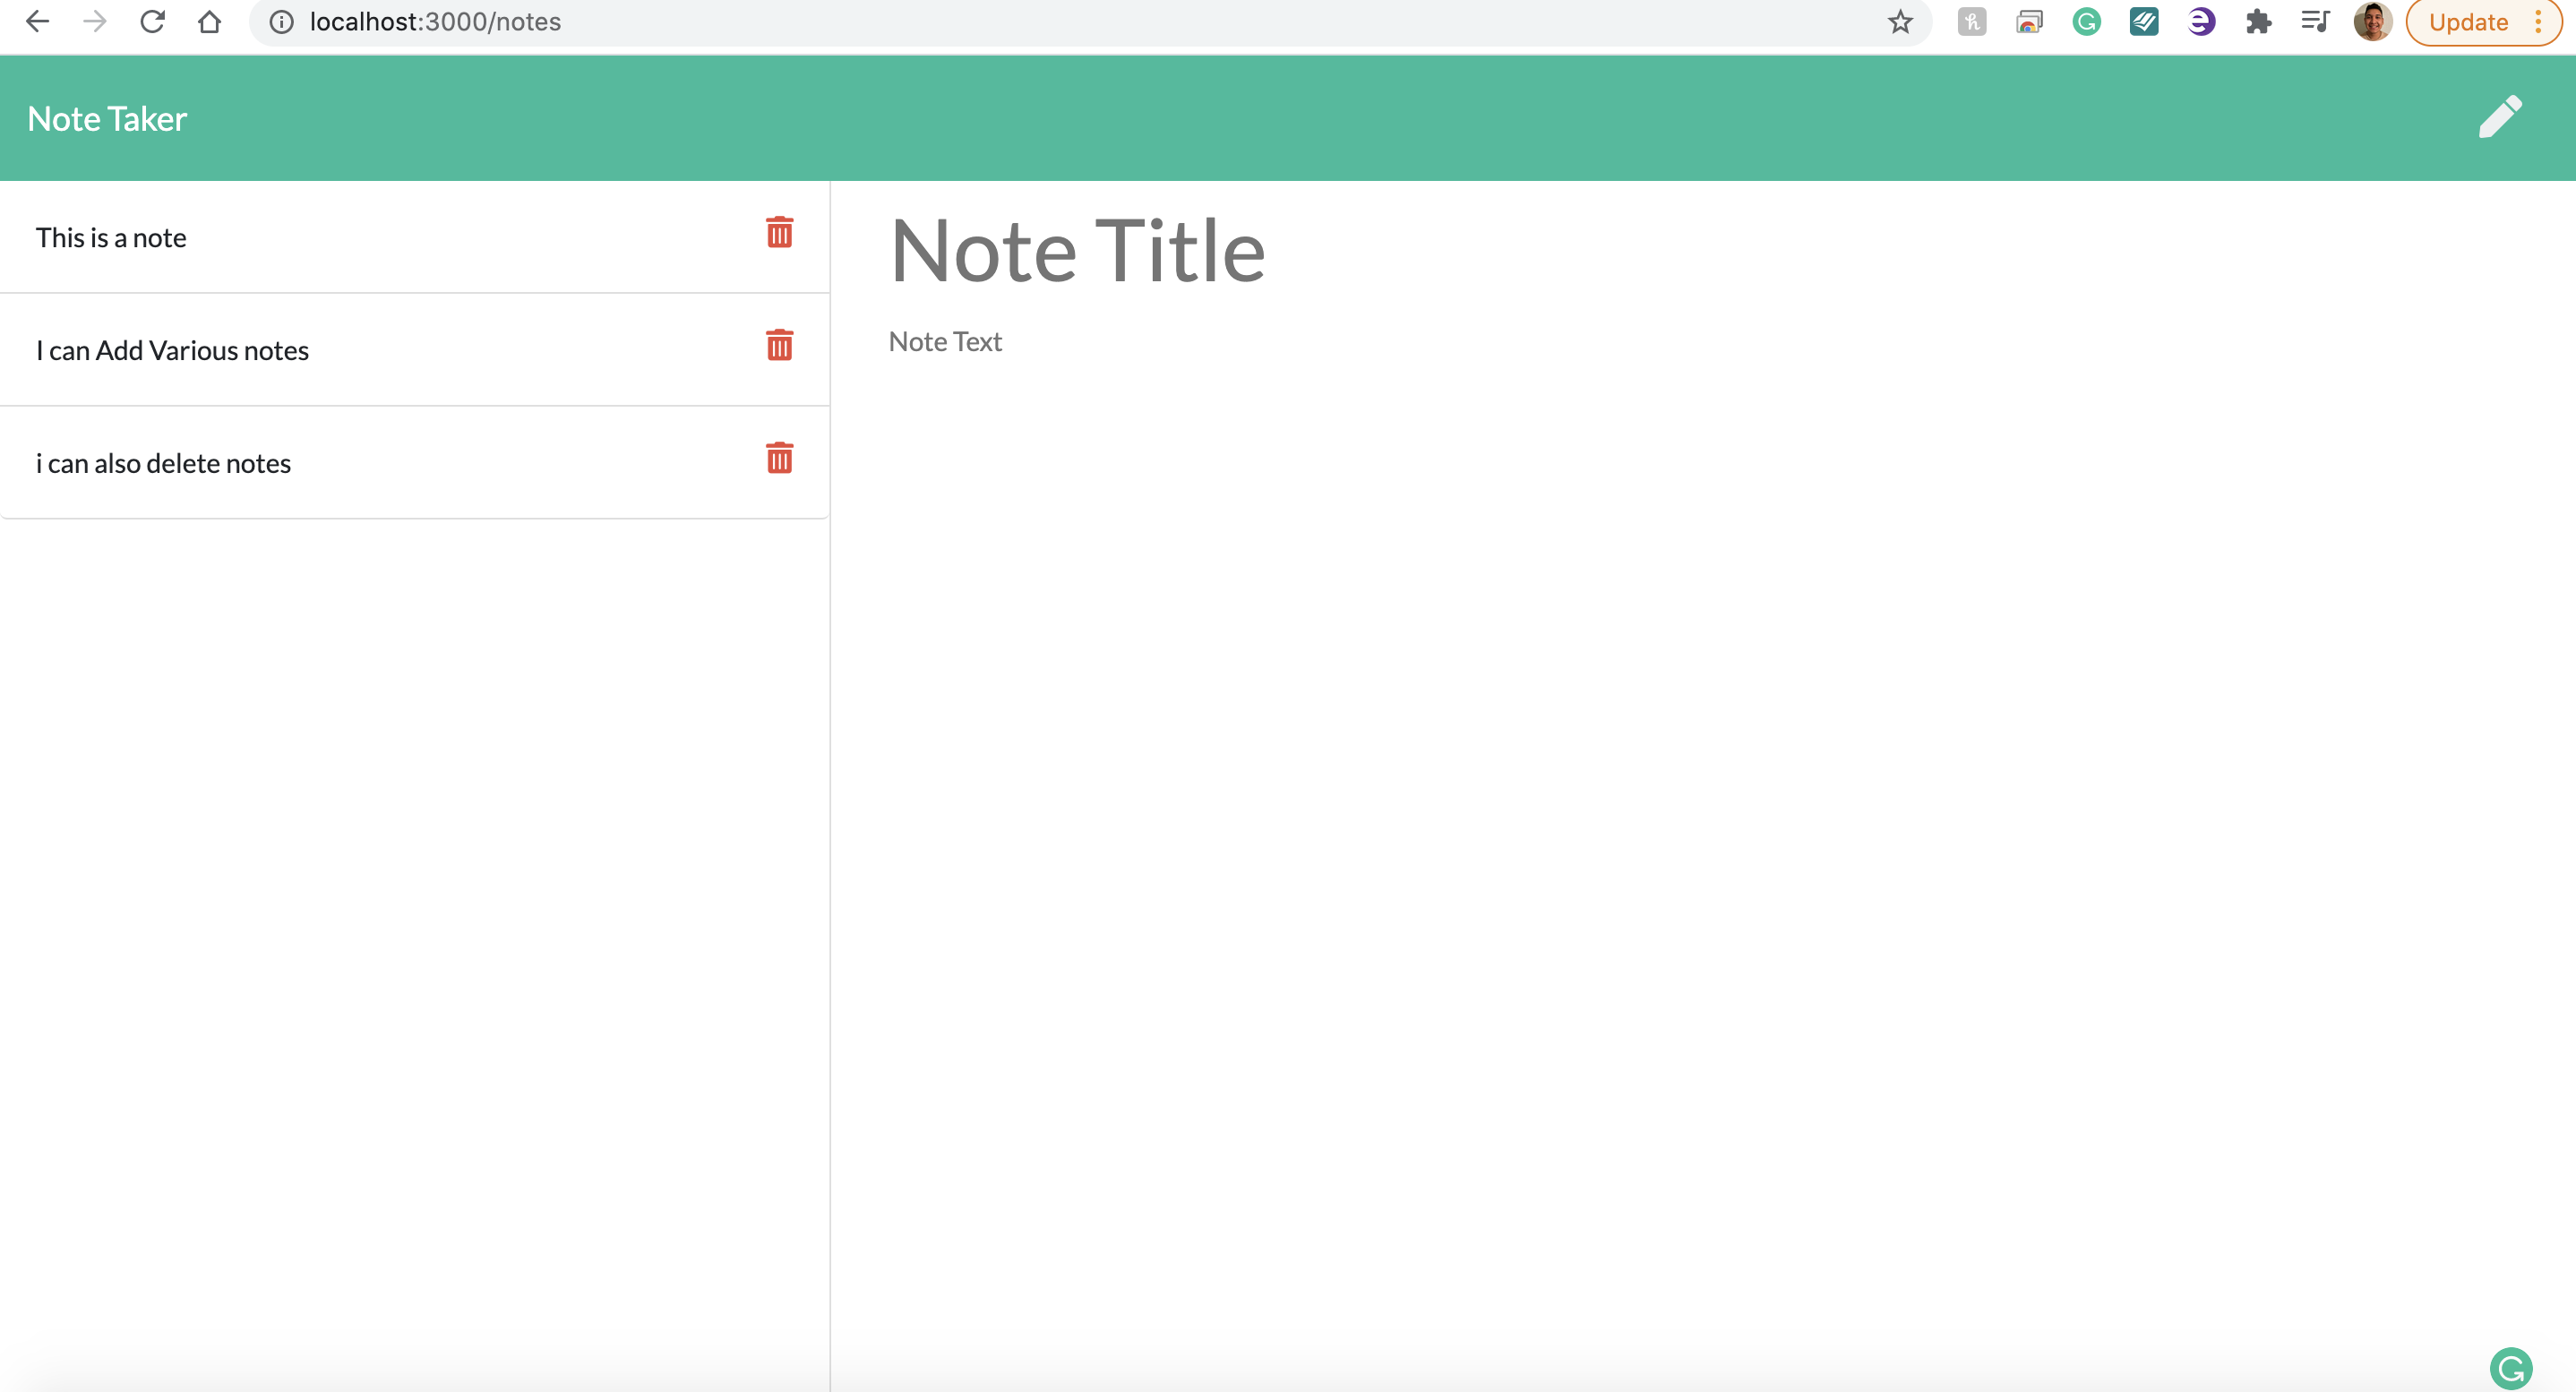 localhost:3000/notes
Update
Note Taker
This is a note
I can Add Various notes
i can also delete notes
Note Title
Note Text